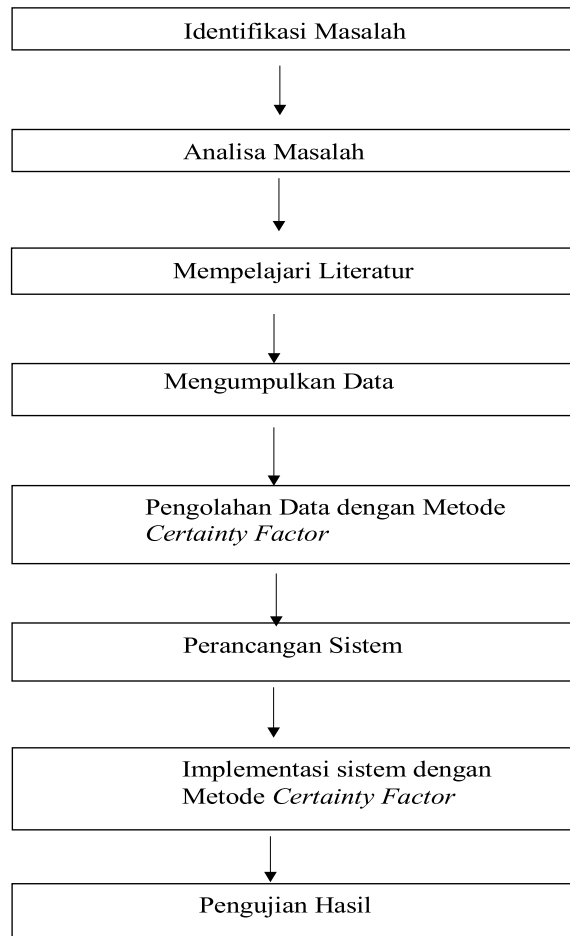 Identifikasi Masalah
Analisa Masalah
Mempelajari Literatur
Mengumpulkan Data
Pengolahan Data dengan Metode
Certainty Factor
Perancangan Sistem
Implementasi sistem dengan
Metode Certainty Factor
Pengujian Hasil